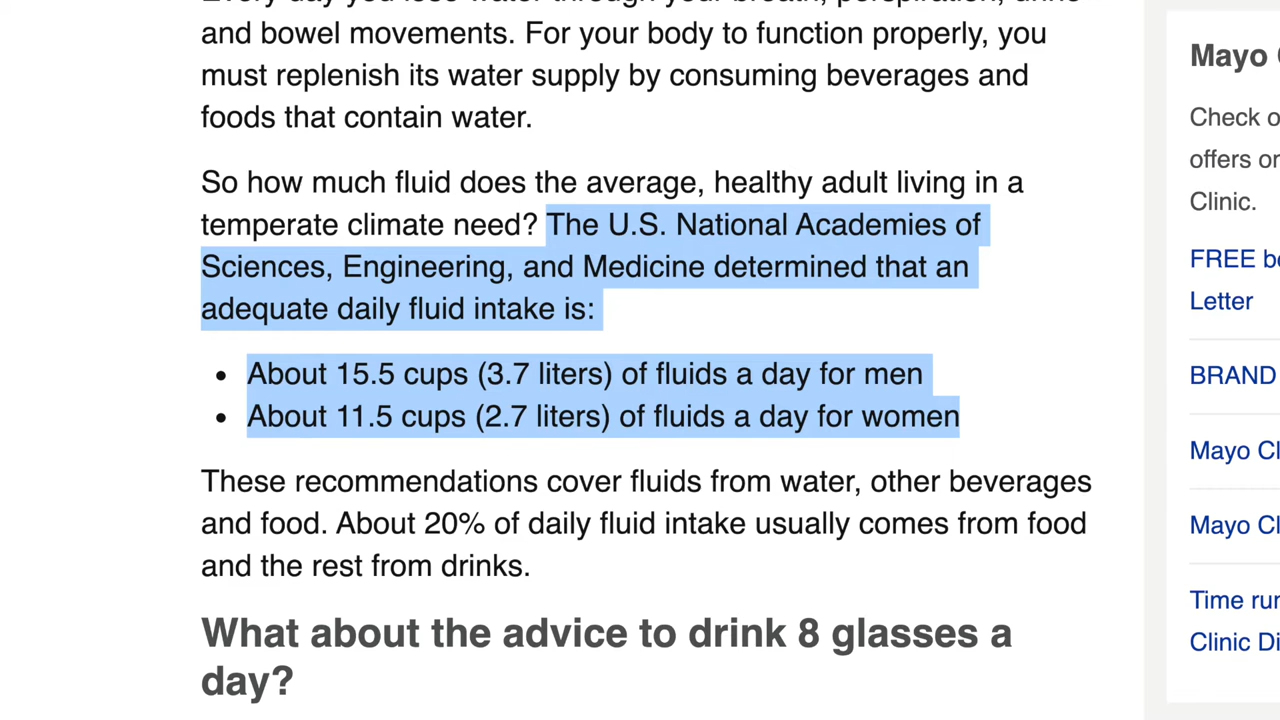 and bowel movements. For your body to function properly, you
must replenish its water supply by consuming beverages and
foods that contain water.
So how much fluid does the average, healthy adult living in a
temperate climate need? The U.S. National Academies of
Sciences, Engineering, and Medicine determined that an
adequate daily fluid intake is:
• About 15.5 cups (3.7 liters) of fluids a day for men
• About 11.5 cups (2.7 liters) of fluids a day for women
These recommendations cover fluids from water, other beverages
and food. About 20% of daily fluid intake usually comes from food
and the rest from drinks.
What about the advice to drink 8 glasses a
day?
Mayo
Check
offers
Clinic.
FREE
Letter
BRAND
Mayo
Mayo
Time
Clinic